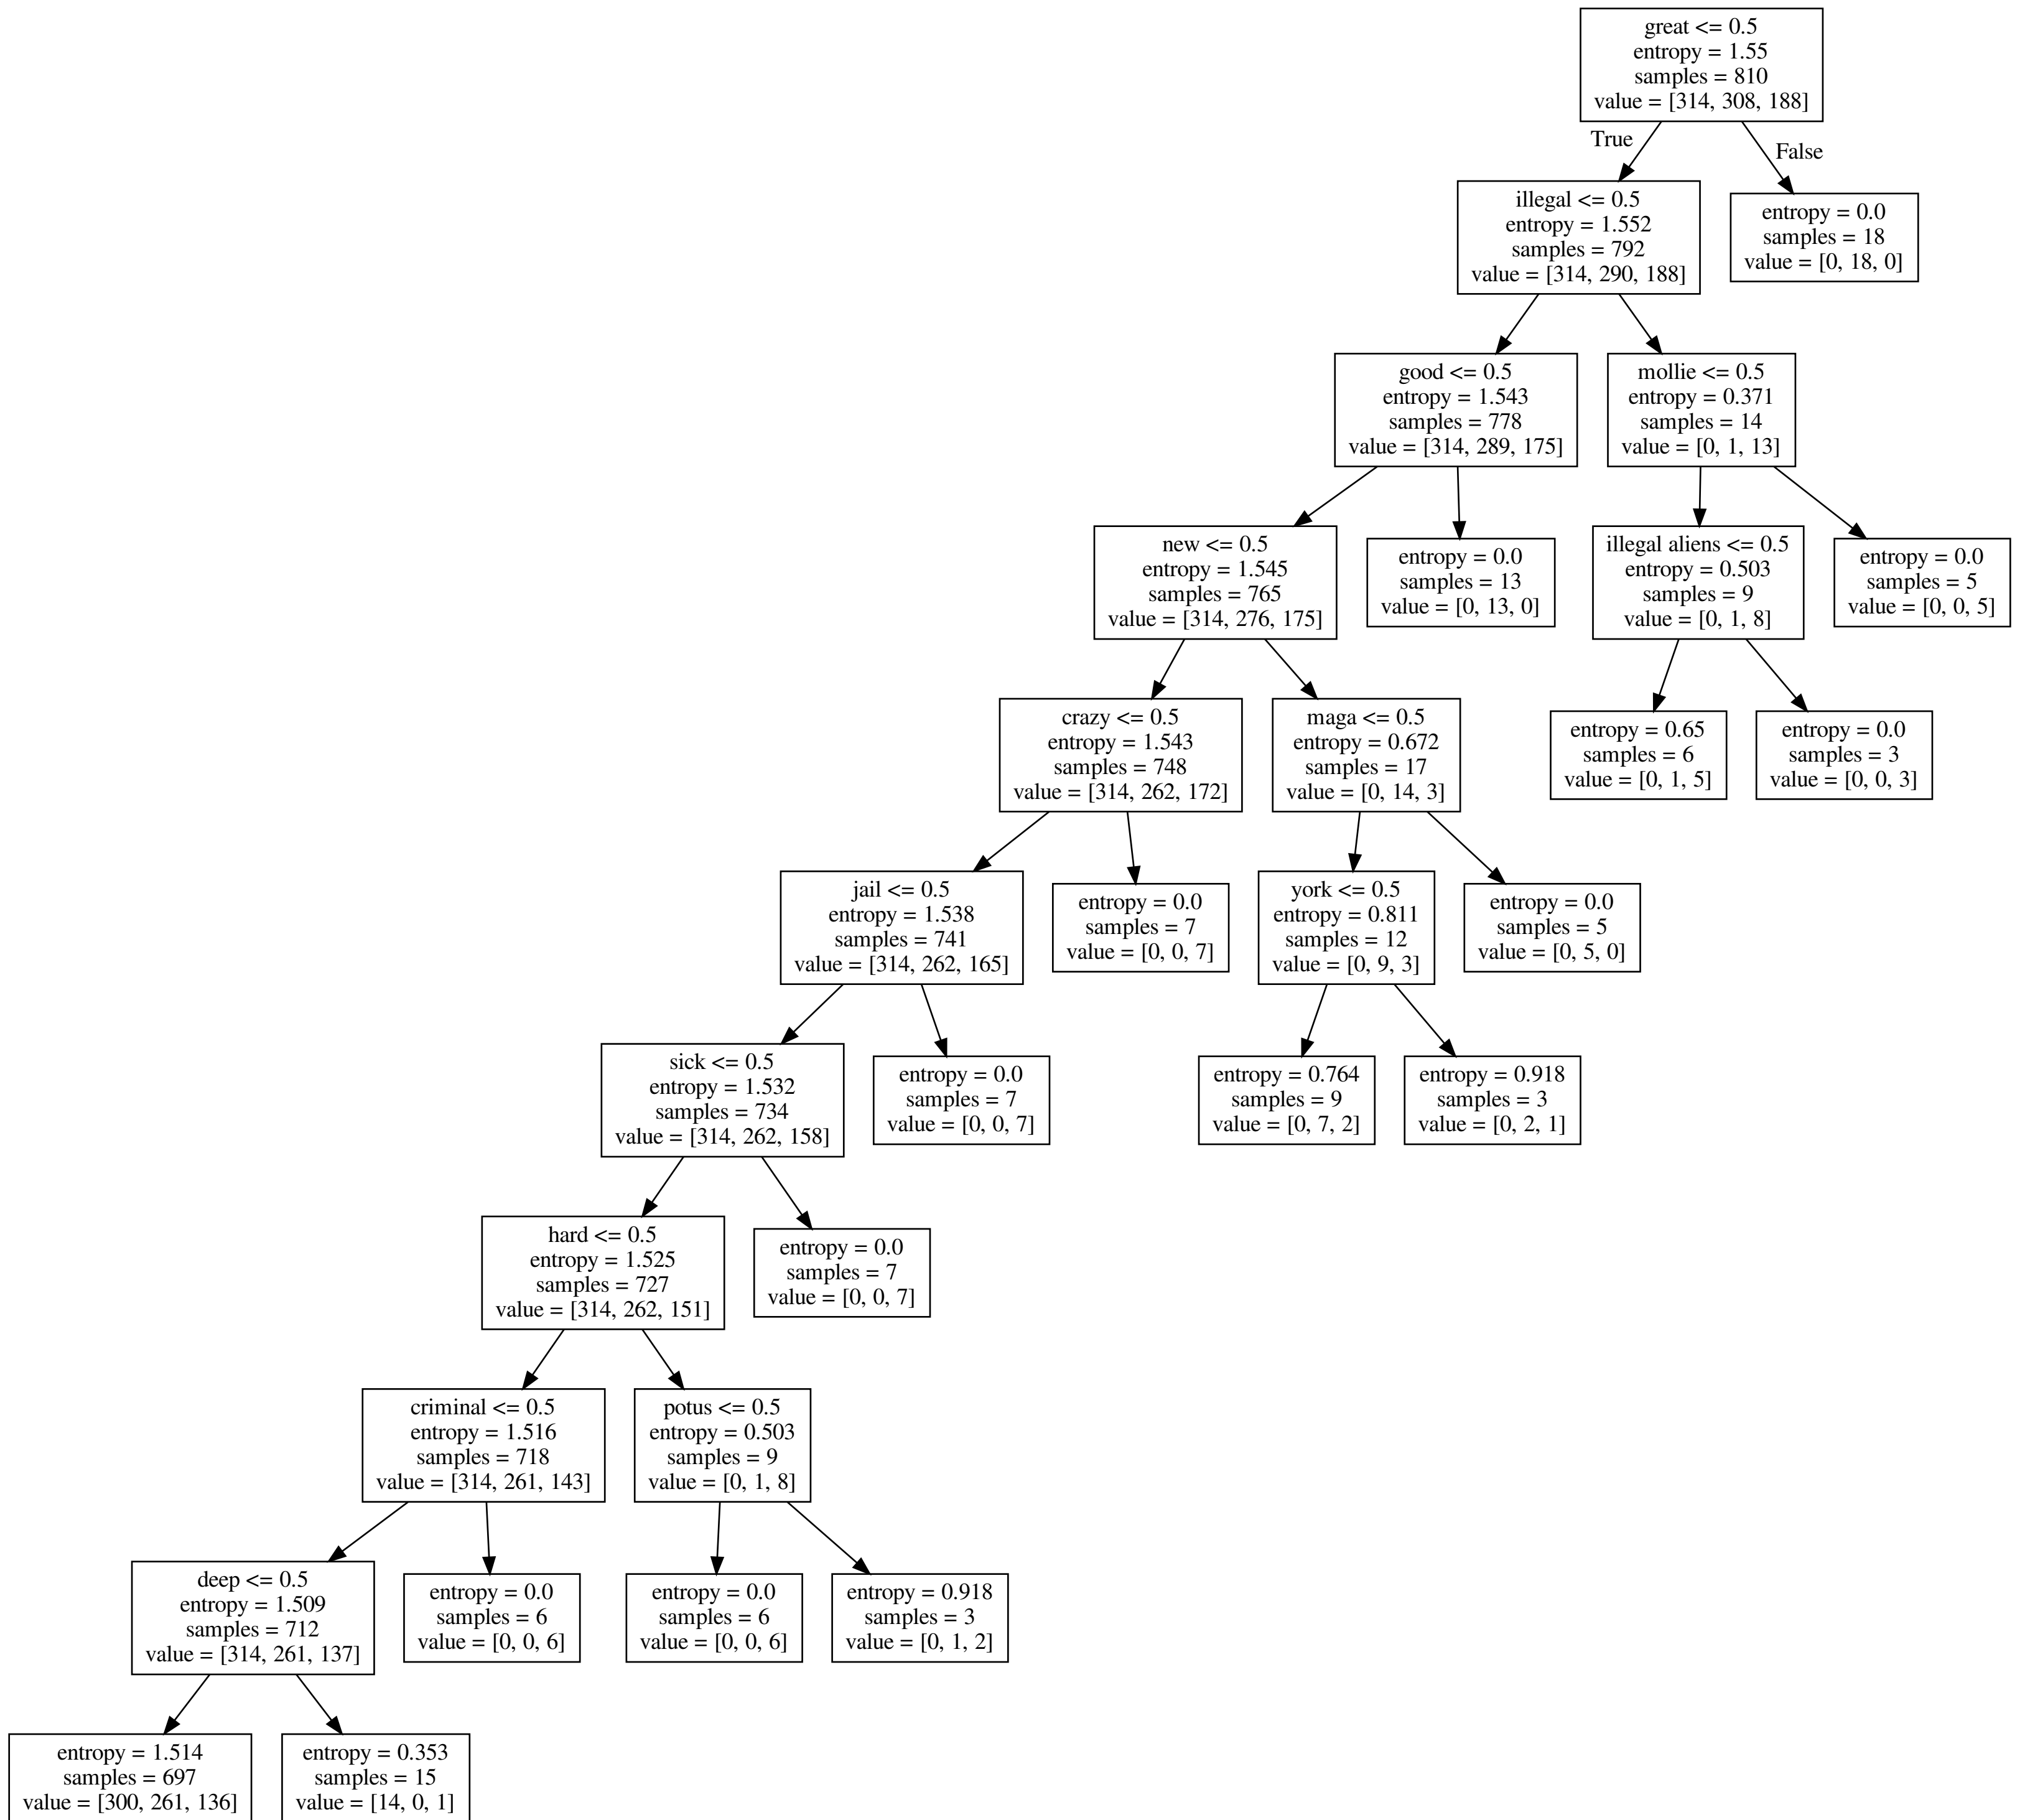 great <= 0.5
entropy = 1.55
samples = 810
value = [314, 308, 188]
True
False
illegal <= 0.5
entropy = 1.552
samples = 792
value = [314, 290, 188]
entropy = 0.0
samples = 18
value = [0, 18, 0]
good <= 0.5
entropy = 1.543
samples = 778
value = [314, 289, 175]
mollie <= 0.5
entropy = 0.371
samples = 14
value = [0, 1, 13]
new <= 0.5
entropy = 1.545
samples = 765
value = [314, 276, 175]
entropy = 0.0
samples = 13
value = [0, 13, 0]
illegal aliens <= 0.5
entropy = 0.503
samples = 9
value = [0, 1, 8]
entropy = 0.0
samples = 5
value = [0, 0, 5]
crazy <= 0.5
entropy = 1.543
samples = 748
value = [314, 262, 172]
maga <= 0.5
entropy = 0.672
samples = 17
value = [0, 14, 3]
entropy = 0.65
samples = 6
value = [0, 1, 5]
entropy = 0.0
samples = 3
value = [0, 0, 3]
jail <= 0.5
entropy = 1.538
samples = 741
value = [314, 262, 165]
entropy = 0.0
samples = 7
value = [0, 0, 7]
york <= 0.5
entropy = 0.811
samples = 12
value = [0, 9, 3]
entropy = 0.0
samples = 5
value = [0, 5, 0]
sick <= 0.5
entropy = 1.532
samples = 734
value = [314, 262, 158]
entropy = 0.0
samples = 7
value = [0, 0, 7]
entropy = 0.764
samples = 9
value = [0, 7, 2]
entropy = 0.918
samples = 3
value = [0, 2, 1]
hard <= 0.5
entropy = 1.525
samples = 727
value = [314, 262, 151]
entropy = 0.0
samples = 7
value = [0, 0, 7]
criminal <= 0.5
entropy = 1.516
samples = 718
value = [314, 261, 143]
potus <= 0.5
entropy = 0.503
samples = 9
value = [0, 1, 8]
deep <= 0.5
entropy = 1.509
samples = 712
value = [314, 261, 137]
entropy = 0.0
samples = 6
value = [0, 0, 6]
entropy = 0.0
samples = 6
value = [0, 0, 6]
entropy = 0.918
samples = 3
value = [0, 1, 2]
entropy = 1.514
samples = 697
value = [300, 261, 136]
entropy = 0.353
samples = 15
value = [14, 0, 1]